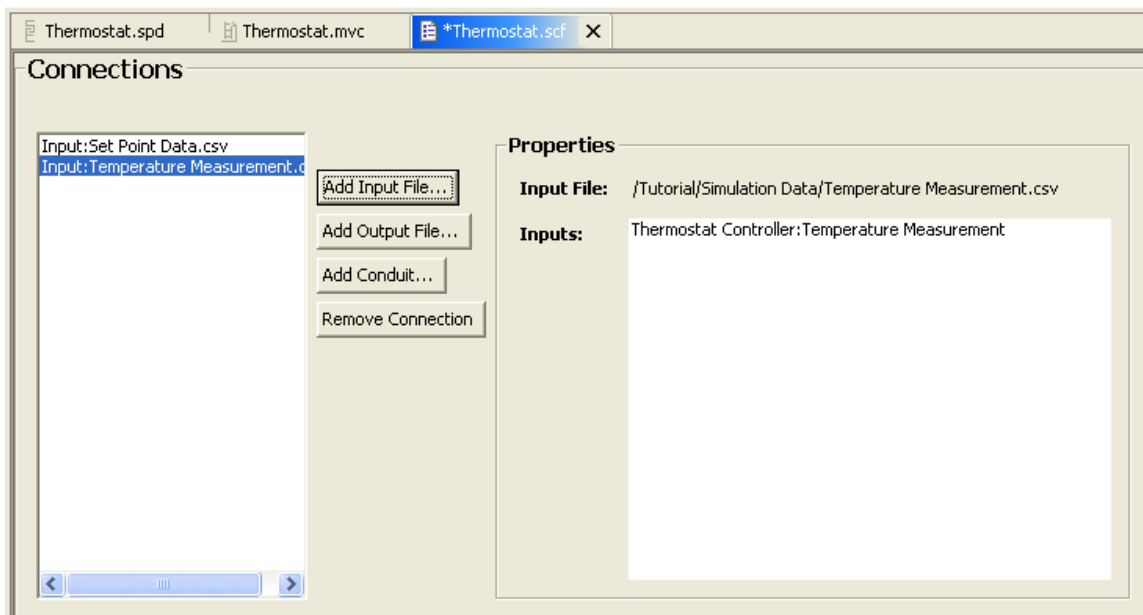 Thermostat.spd
Thermostat.mvc
*Thermostat.scf
Connections
Input:Set Point Data.csv
Input:Temperature Measurement.c
Add Input File...
Add Output File...
Add Conduit...
Remove Connection
Properties
Input File: /Tutorial/Simulation Data/Temperature Measurement.csv
Inputs: Thermostat Controller:Temperature Measurement